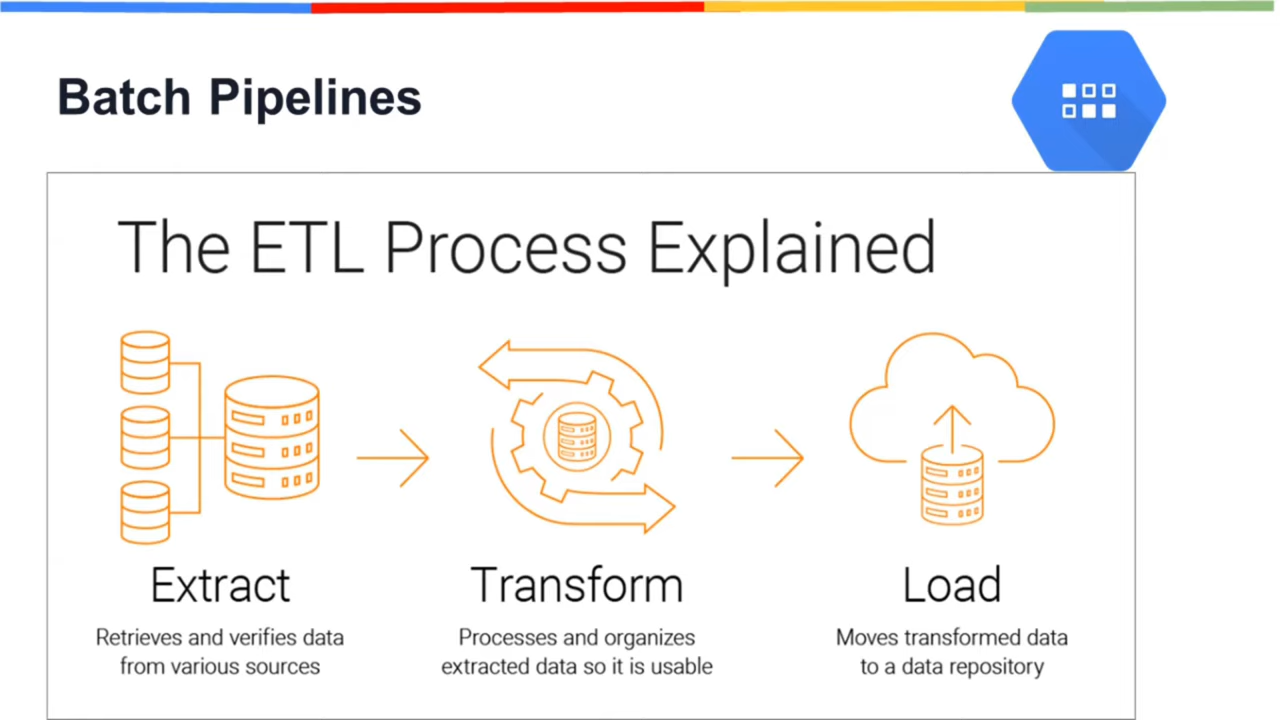 Batch Pipelines
The ETL Process Explained
Extract
Retrieves and verifies data
from various sources
Transform
Processes and organizes
extracted data so it is usable
Load
Moves transformed data
to a data repository